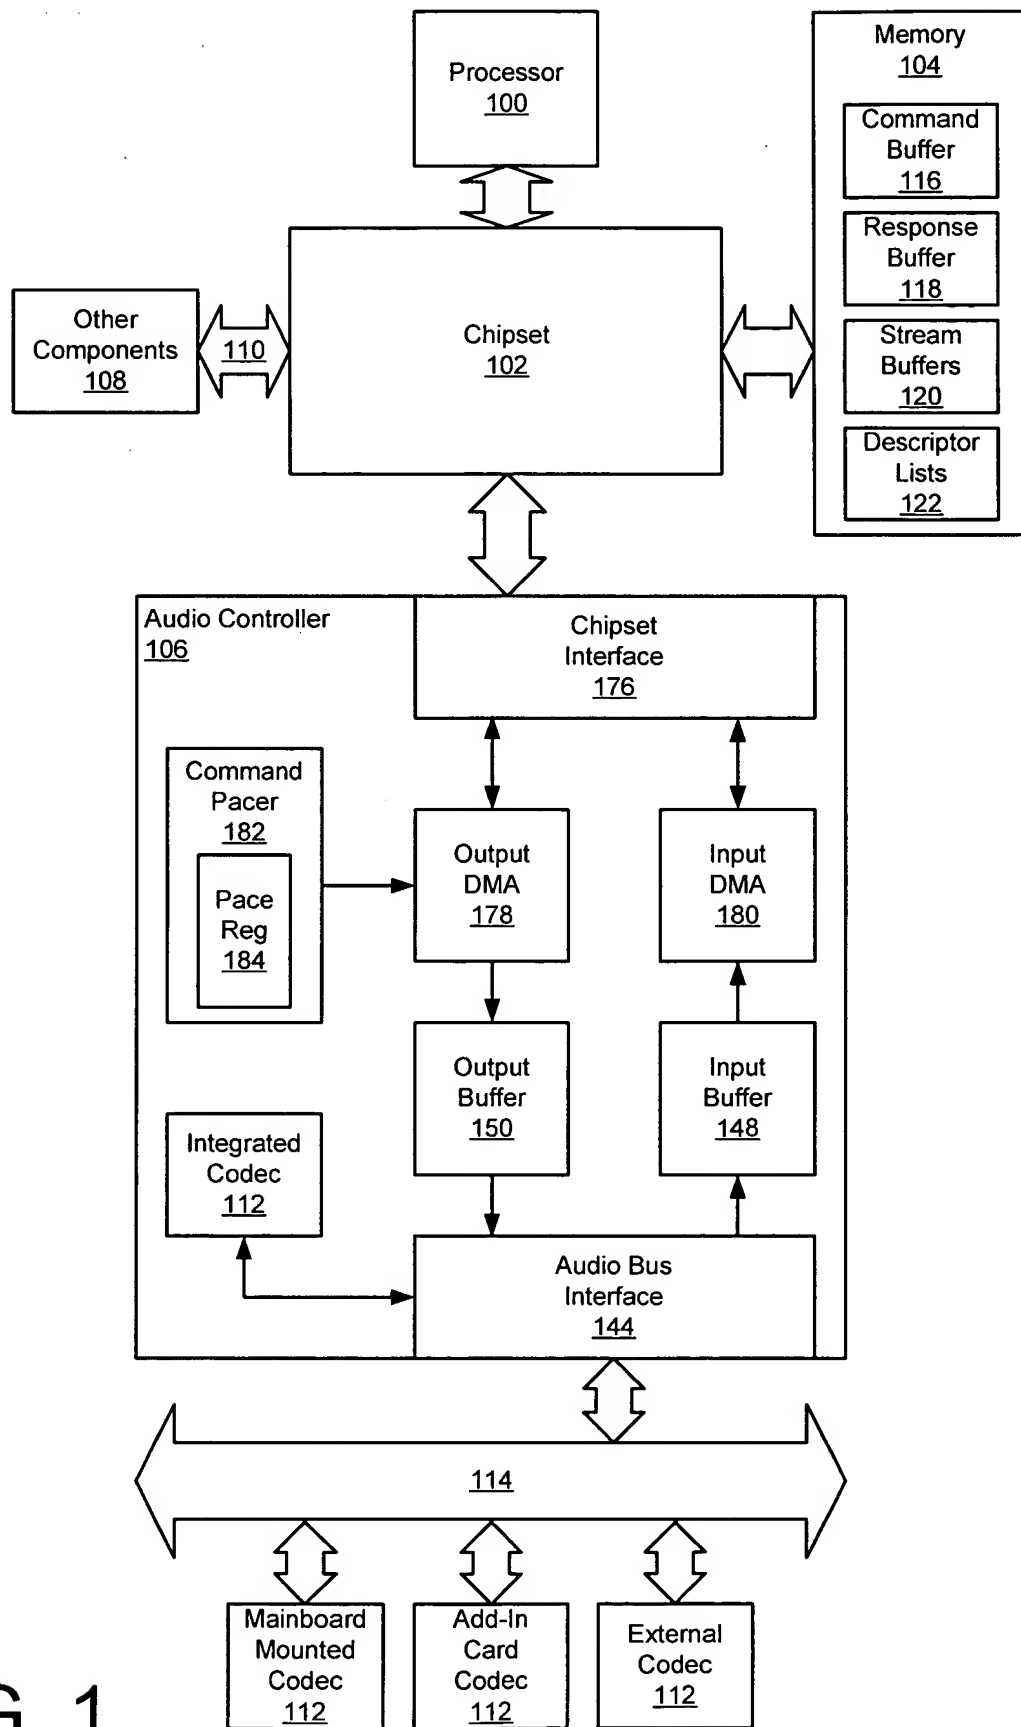 Processor
100
Memory
104
Command
Buffer
116
Response
Buffer
118
Stream
Buffers
120
Descriptor
Lists
122
Other
Components
108
110
Chipset
102
Audio Controller
106
Chipset
Interface
176
Command
Pacer
182
Pace
Reg
184
Output
DMA
178
Input
DMA
180
Output
Buffer
150
Input
Buffer
148
Integrated
Codec
112
Audio Bus
Interface
144
114
Mainboard
Mounted
Codec
112
Add-In
Card
Codec
112
External
Codec
112
G. 1